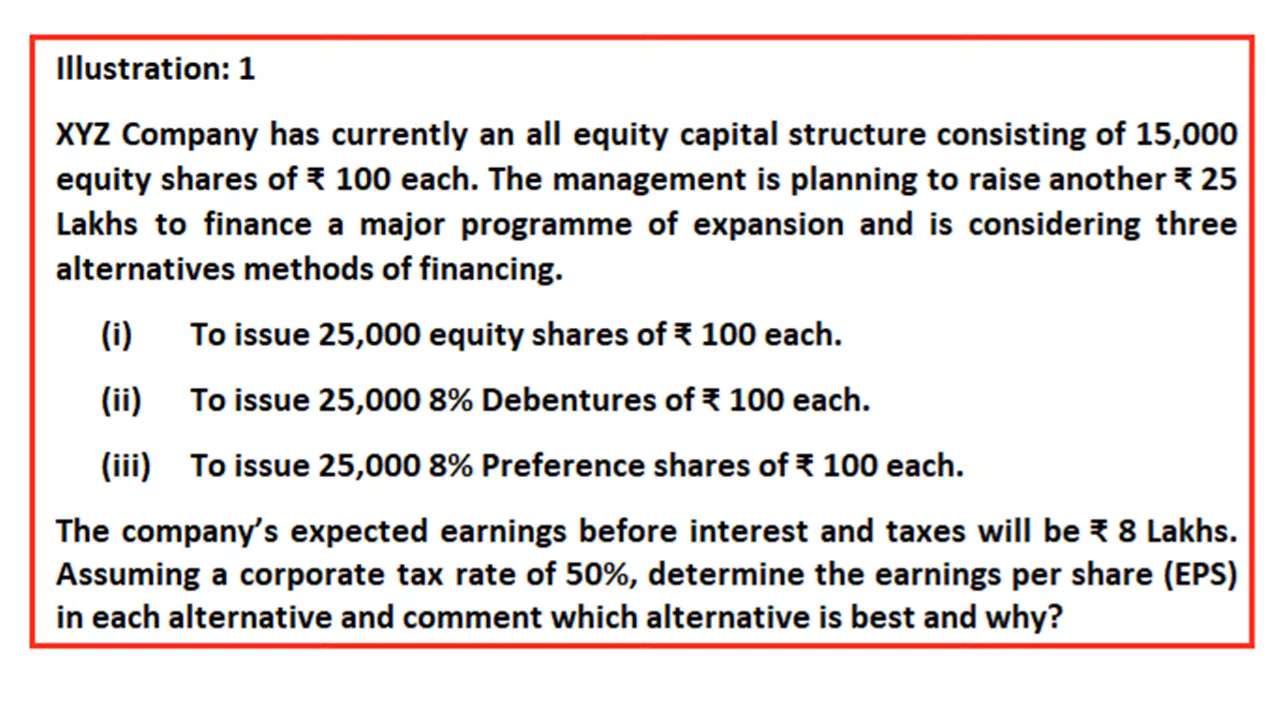 Illustration: 1
XYZ Company has currently an all equity capital structure consisting of 15,000
equity shares of ₹ 100 each. The management is planning to raise another ₹ 25
Lakhs to finance a major programme of expansion and is considering three
alternatives methods of financing.
(i) To issue 25,000 equity shares of ₹ 100 each.
(ii) To issue 25,000 8% Debentures of ₹ 100 each.
(iii) To issue 25,000 8% Preference shares of ₹ 100 each.
The company’s expected earnings before interest and taxes will be ₹ 8 Lakhs.
Assuming a corporate tax rate of 50%, determine the earnings per share (EPS)
in each alternative and comment which alternative is best and why?